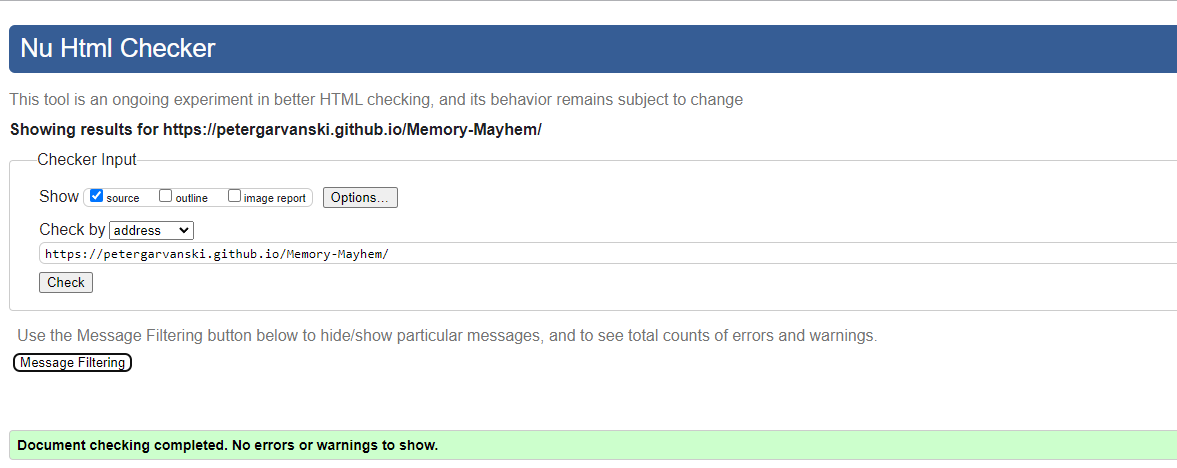 Nu Html Checker
This tool is an ongoing experiment in better HTML checking, and its behavior remains subject to change
Showing results for https://petergarvanski.github.io/Memory-Mayhem/
Checker Input
Show source outline image report Options...
Check by address
https://petergarvanski.github.io/Memory-Mayhem/
Check
Use the Message Filtering button below to hide/show particular messages, and to see total counts of errors and warnings.
Message Filtering
Document checking completed. No errors or warnings to show.